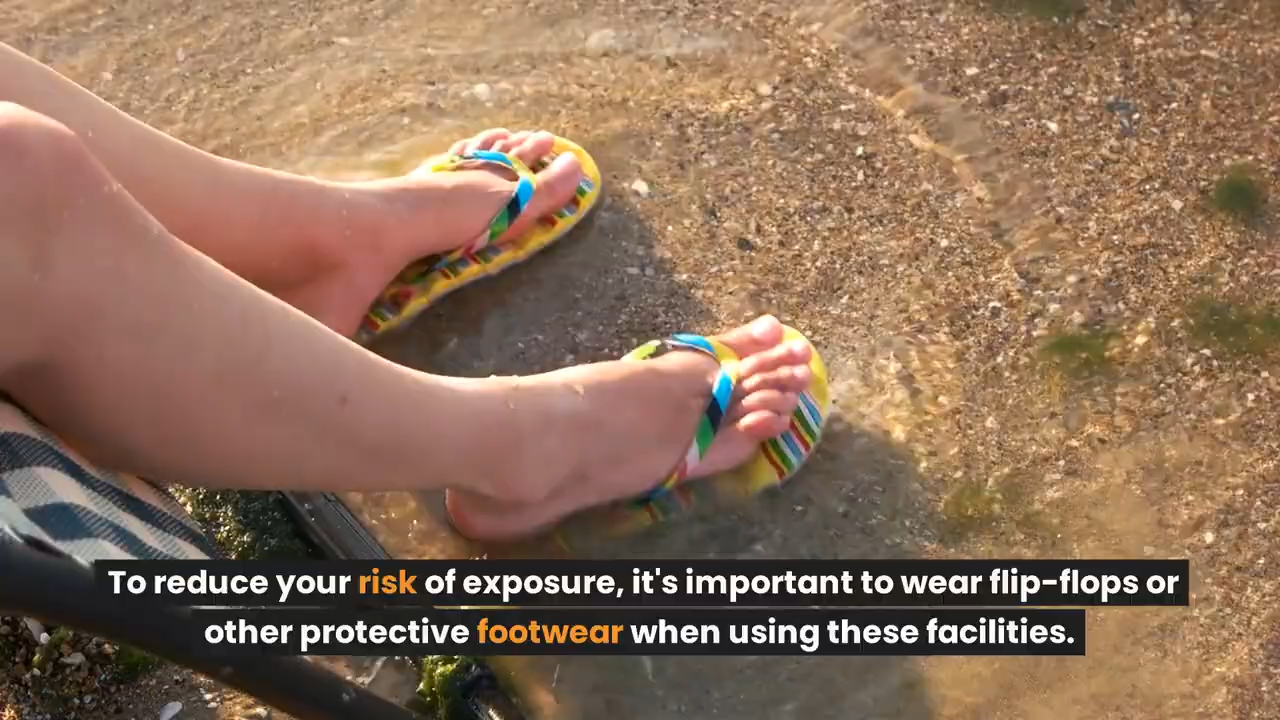 To reduce your risk of exposure, it's important to wear flip-flops or
other protective footwear when using these facilities.